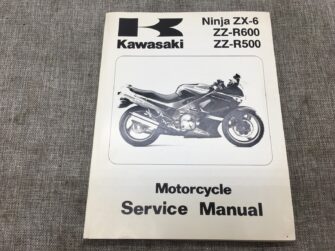 Kawasaki
Ninja ZX-6
ZZ-R600
ZZ-R500
Motorcycle
Service Manual